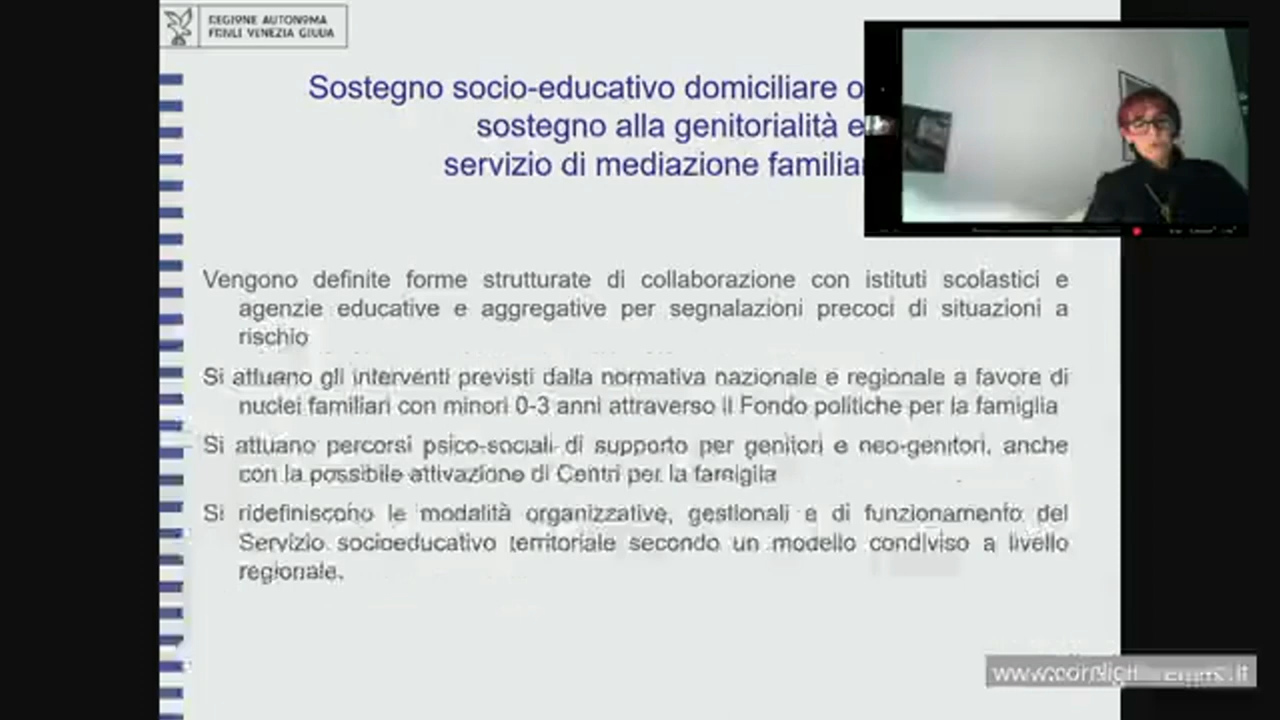 REGIONE AUTONOMA
FRIULI VENEZIA GIULIA
Sostegno socio-educativo domiciliare o
sostegno alla genitorialità e
servizio di mediazione familiar
Vengono definite forme strutturate di collaborazione con istituti scolastici e
agenzie educative e aggregative per segnalazioni precoci di situazioni a
rischio
Si attuano gli interventi previsti dalla normativa nazionale e regionale a favore di
nuclei familiari con minori 0-3 anni attraverso il Fondo politiche per la famiglia
Si attuano percorsi psico-sociali di supporto per genitori e neo-genitori, anche
con la possibile attivazione di Centri per la famiglia
Si ridefiniscono le modalità organizzative, gestionali e di funzionamento del
Servizio socioeducativo territoriale secondo un modello condiviso a livello
regionale.